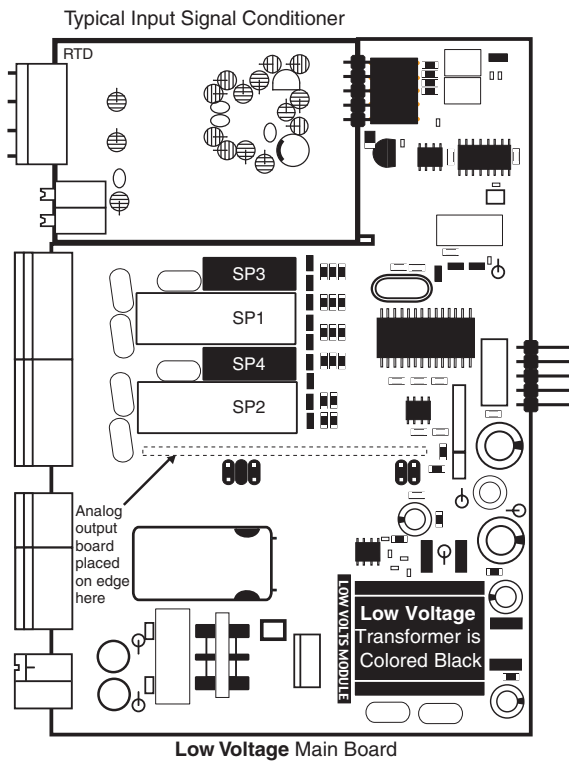 Typical Input Signal Conditioner
RTD
SP3
SP1
SP4
SP2
Analog
output
board
placed
on edge
here
LOW VOLTS MODULE
Low Voltage
Transformer is
Colored Black
Low Voltage Main Board